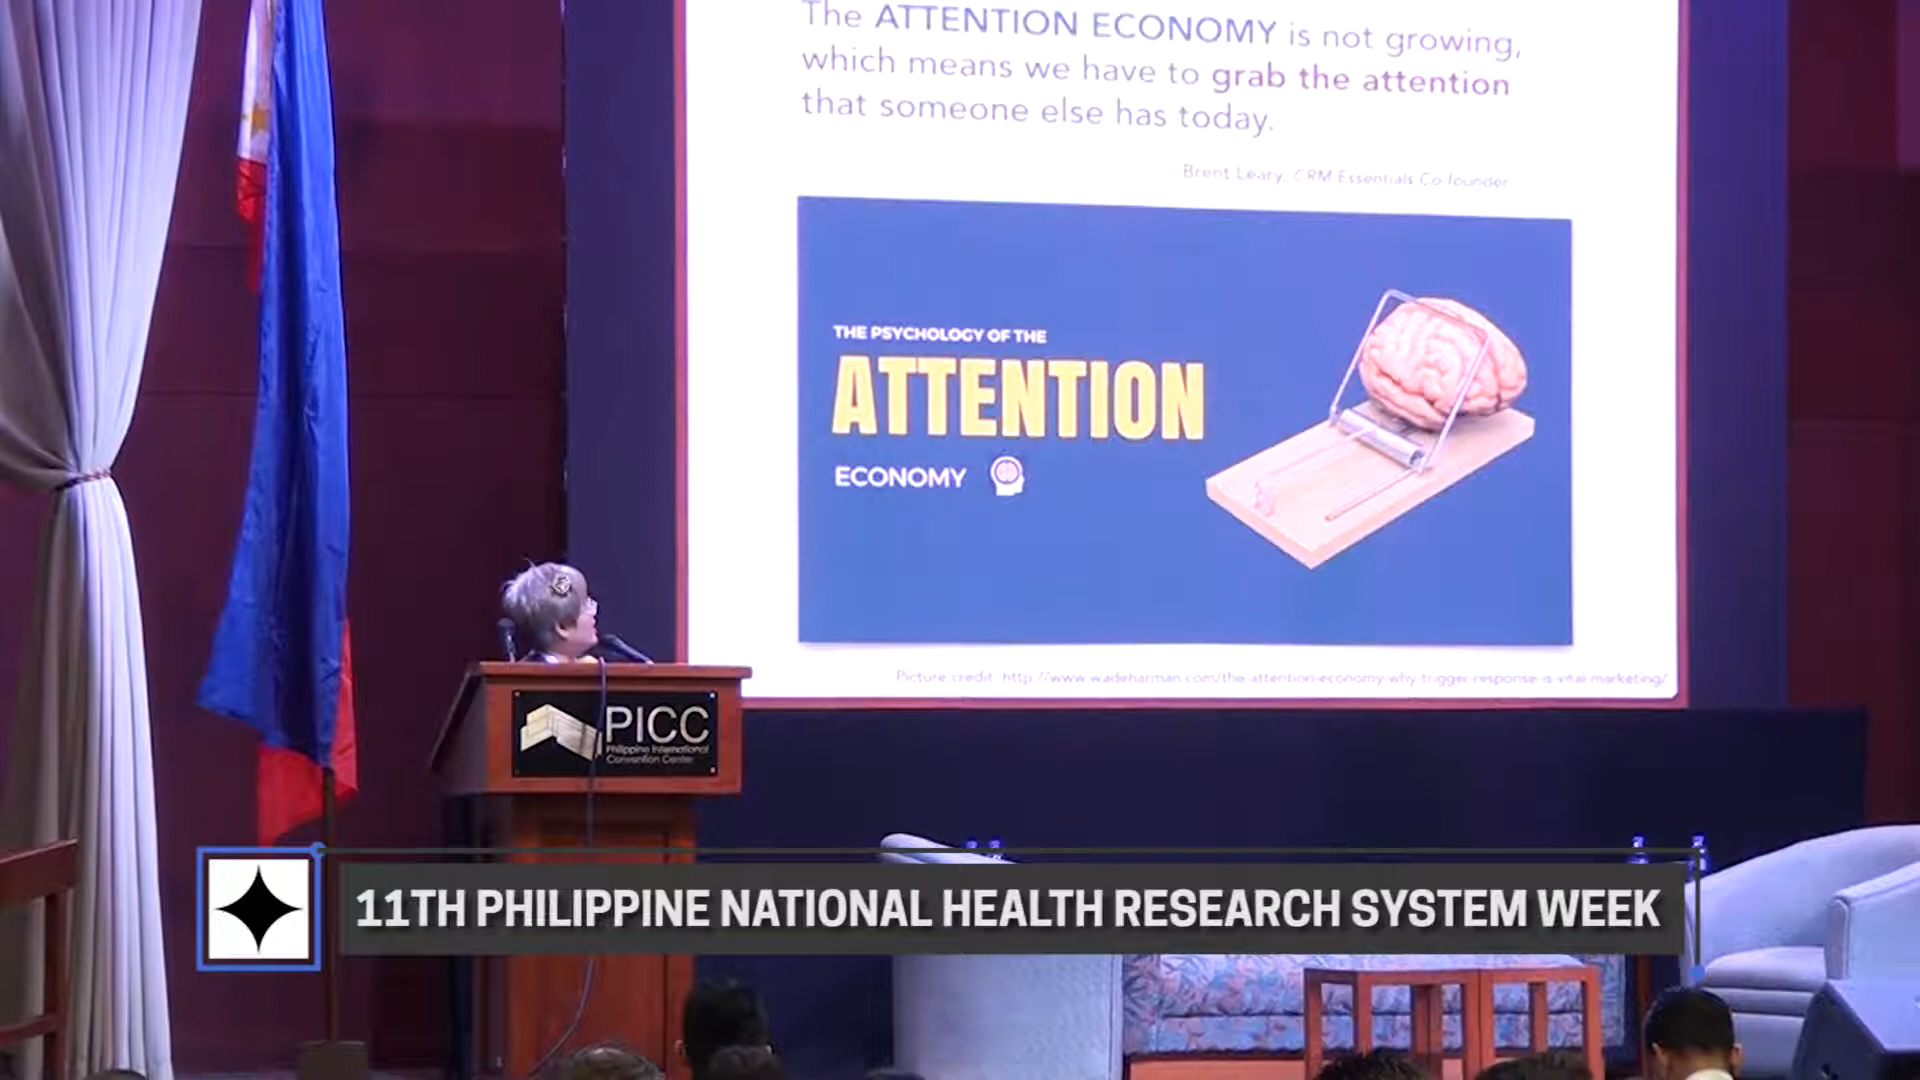 The ATTENTION ECONOMY is not growing,
which means we have to grab the attention
that someone else has today.
- Brent Leary, CRM Essentials Co-founder
THE PSYCHOLOGY OF THE
ATTENTION
ECONOMY
Picture credit: http://www.wadeharman.com/the-attention-economy-why-trigger-response-is-vital-marketing/
PICC
Philippine International
Convention Center
11TH PHILIPPINE NATIONAL HEALTH RESEARCH SYSTEM WEEK